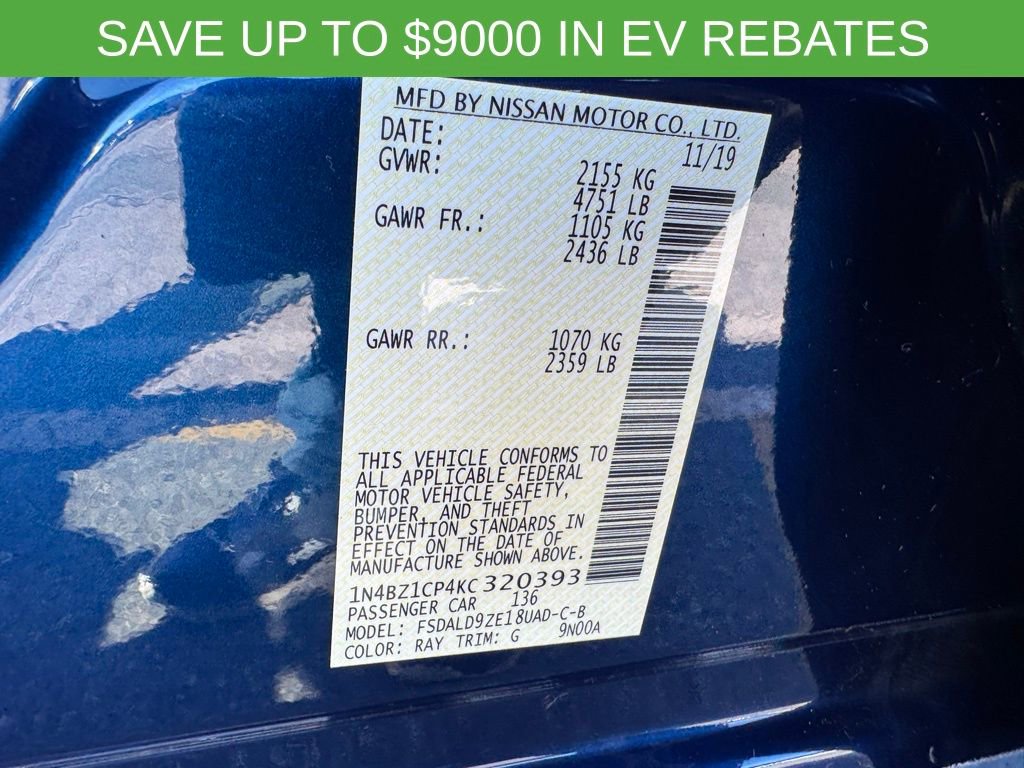 SAVE UP TO $9000 IN EV REBATES
MFD BY NISSAN MOTOR CO., LTD.
DATE: 11/19
GVWR: 2155 KG
4751 LB
GAWR FR.: 1105 KG
2436 LB
GAWR RR.: 1070 KG
2359 LB
THIS VEHICLE CONFORMS TO
ALL APPLICABLE FEDERAL
MOTOR VEHICLE SAFETY,
BUMPER, AND THEFT
PREVENTION STANDARDS IN
EFFECT ON THE DATE OF
MANUFACTURE SHOWN ABOVE.
1N4BZ1CP4KC320393
PASSENGER CAR 136
MODEL: FSDALD9ZE18UAD-C-B
COLOR: RAY TRIM: G 9N00A